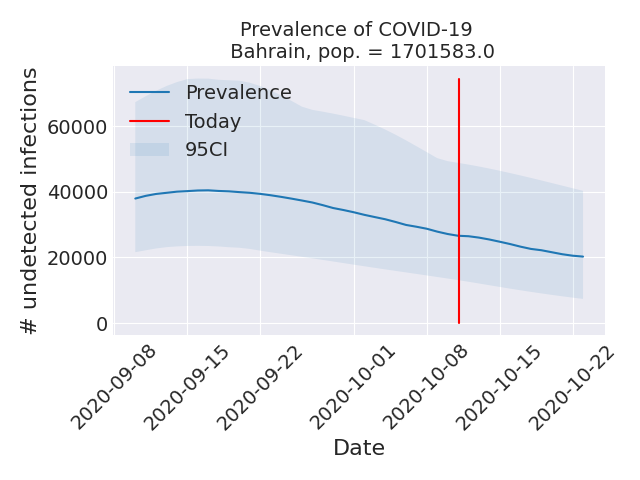 Prevalence of COVID-19
Bahrain, pop. = 1701583.0
# undetected infections
60000
40000
20000
0
Prevalence
Today
95CI
2020-09-08
2020-09-15
2020-09-22
2020-10-01
2020-10-08
2020-10-15
2020-10-22
Date